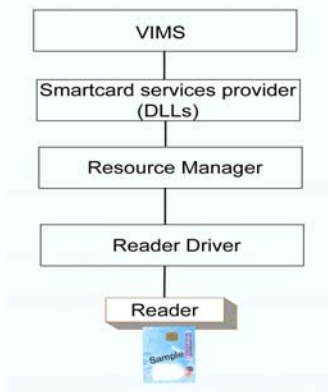 VIMS
Smartcard services provider
(DLLs)
Resource Manager
Reader Driver
Reader
Sample